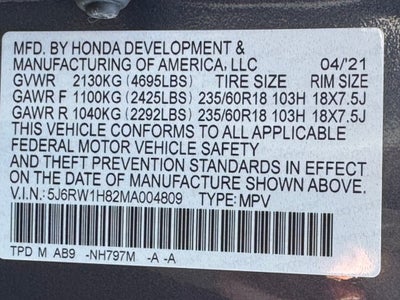 MFD. BY HONDA DEVELOPMENT &
MANUFACTURING OF AMERICA, LLC 04/'21
GVWR 2130KG (4695LBS) TIRE SIZE RIM SIZE
GAWR F 1100KG (2425LBS) 235/60R18 103H 18X7.5J
GAWR R 1040KG (2292LBS) 235/60R18 103H 18X7.5J
THIS VEHICLE CONFORMS TO ALL APPLICABLE
FEDERAL MOTOR VEHICLE SAFETY
AND THEFT PREVENTION STANDARDS IN EFFECT
ON THE DATE OF MANUFACTURE SHOWN ABOVE.
V.I.N.: 5J6RW1H82MA004809 TYPE: MPV
TPD M AB9 -NH797M -A -A